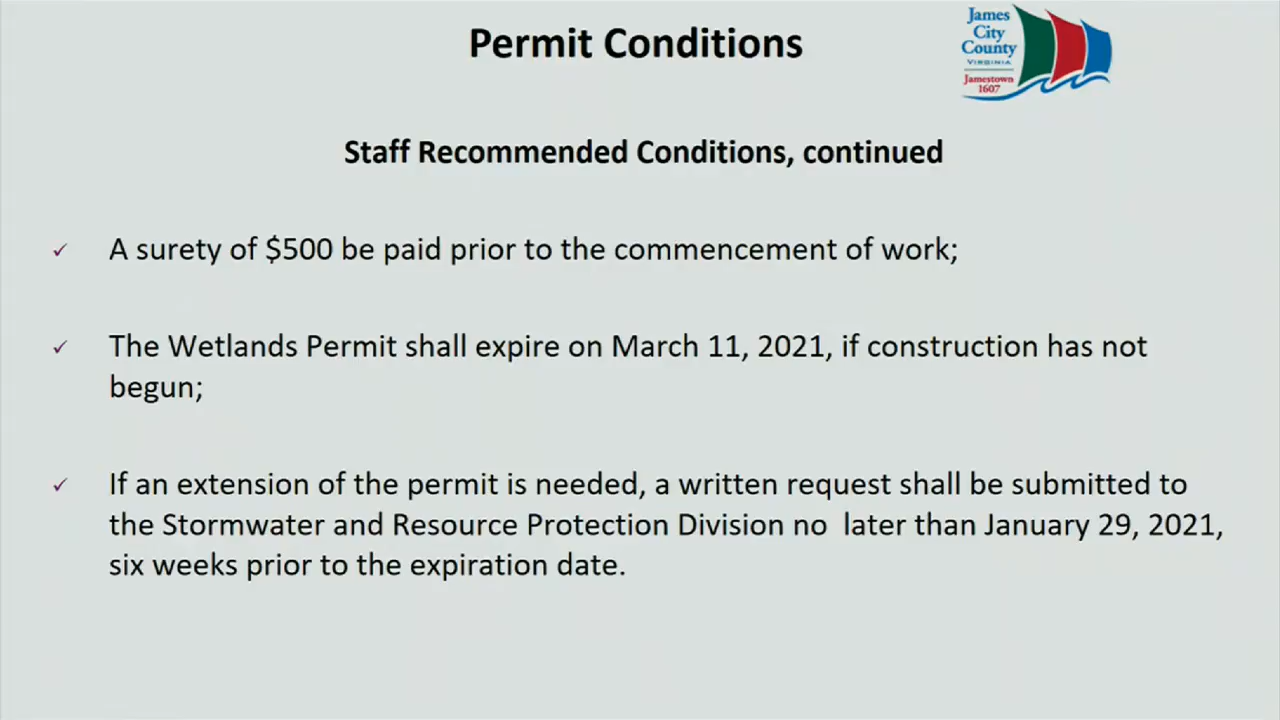 Permit Conditions
James
City
County
VIRGINIA
Jamestown
1607
Staff Recommended Conditions, continued
✓ A surety of $500 be paid prior to the commencement of work;
✓ The Wetlands Permit shall expire on March 11, 2021, if construction has not
begun;
✓ If an extension of the permit is needed, a written request shall be submitted to
the Stormwater and Resource Protection Division no  later than January 29, 2021,
six weeks prior to the expiration date.